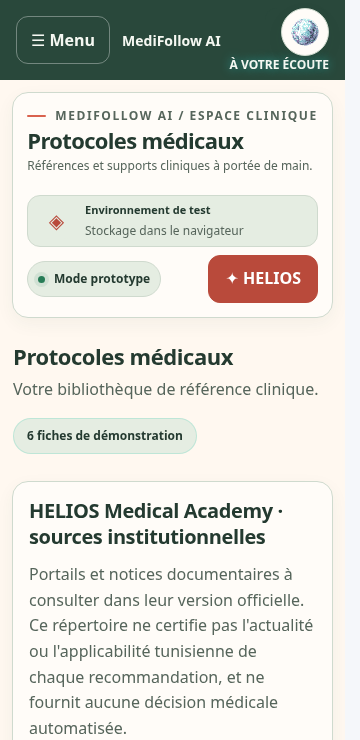 ☰ Menu
MediFollow AI
À VOTRE ÉCOUTE
MEDIFOLLOW AI / ESPACE CLINIQUE
Protocoles médicaux
Références et supports cliniques à portée de main.
Environnement de test
Stockage dans le navigateur
Mode prototype
✦ HELIOS
Protocoles médicaux
Votre bibliothèque de référence clinique.
6 fiches de démonstration
HELIOS Medical Academy ·
sources institutionnelles
Portails et notices documentaires à
consulter dans leur version officielle.
Ce répertoire ne certifie pas l'actualité
ou l'applicabilité tunisienne de
chaque recommandation, et ne
fournit aucune décision médicale
automatisée.